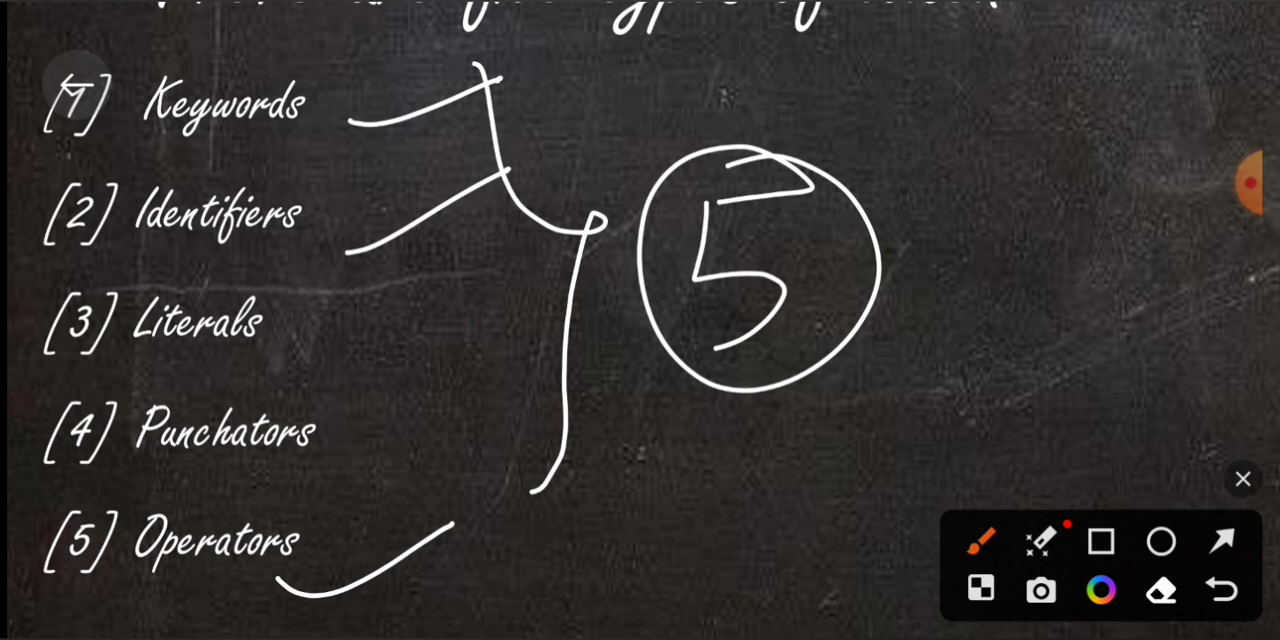 [1] Keywords
[2] Identifiers
[3] Literals
[4] Punchators
[5] Operators
5